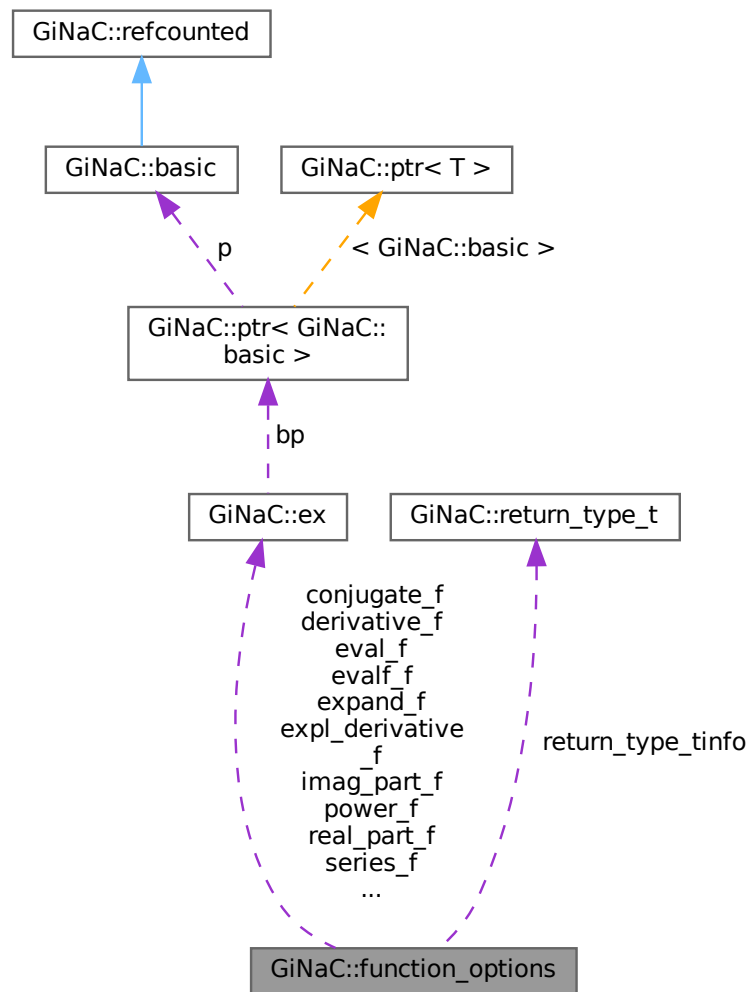 GiNaC::refcounted
GiNaC::basic
GiNaC::ptr< T >
p
< GiNaC::basic >
GiNaC::ptr< GiNaC::
basic >
bp
GiNaC::ex
GiNaC::return_type_t
conjugate_f
derivative_f
eval_f
evalf_f
expand_f
expl_derivative
_f
imag_part_f
power_f
real_part_f
series_f
...
return_type_tinfo
GiNaC::function_options